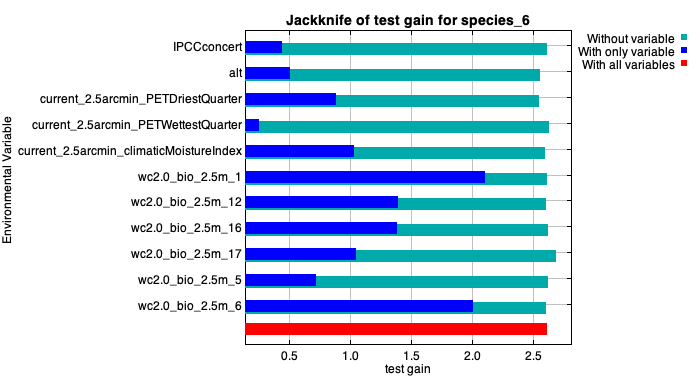 Jackknife of test gain for species_6
Without variable
With only variable
With all variables
Environmental Variable
IPCCconcert
alt
current_2.5arcmin_PETDriestQuarter
current_2.5arcmin_PETWettestQuarter
current_2.5arcmin_climaticMoistureIndex
wc2.0_bio_2.5m_1
wc2.0_bio_2.5m_12
wc2.0_bio_2.5m_16
wc2.0_bio_2.5m_17
wc2.0_bio_2.5m_5
wc2.0_bio_2.5m_6
0.5 1.0 1.5 2.0 2.5
test gain